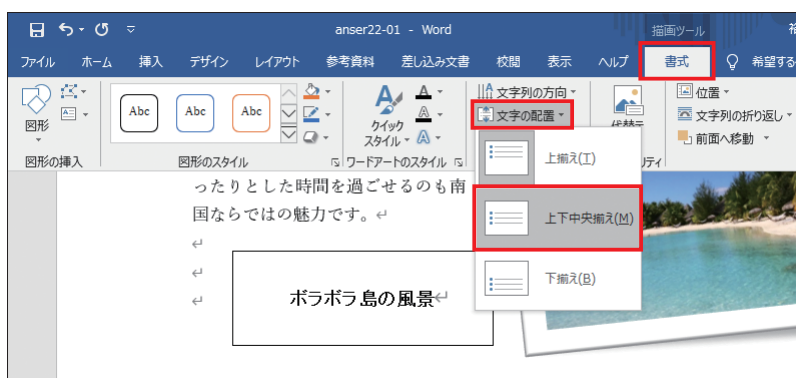 anser22-01 - Word
描画ツール
ファイル ホーム 挿入 デザイン レイアウト 参考資料 差し込み文書 校閲 表示 ヘルプ 書式 希望する
図形
Abc Abc Abc
クイック
スタイル
A A A
文字列の方向
文字の配置
位置
文字列の折り返し
前面へ移動
図形の挿入 図形のスタイル ワードアートのスタイル
上揃え(T)
上下中央揃え(M)
下揃え(B)
ったりとした時間を過ごせるのも南
国ならではの魅力です。↵
↵
↵
↵
ボラボラ島の風景↵